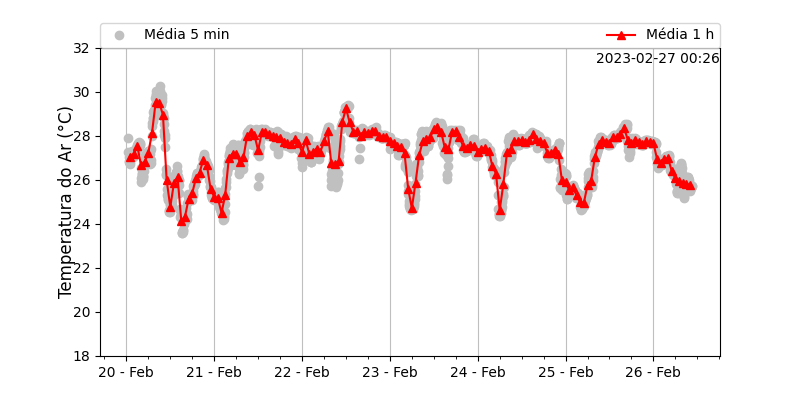 Média 5 min
Média 1 h
2023-02-27 00:26
Temperatura do Ar (°C)
32
30
28
26
24
22
20
18
20 - Feb
21 - Feb
22 - Feb
23 - Feb
24 - Feb
25 - Feb
26 - Feb